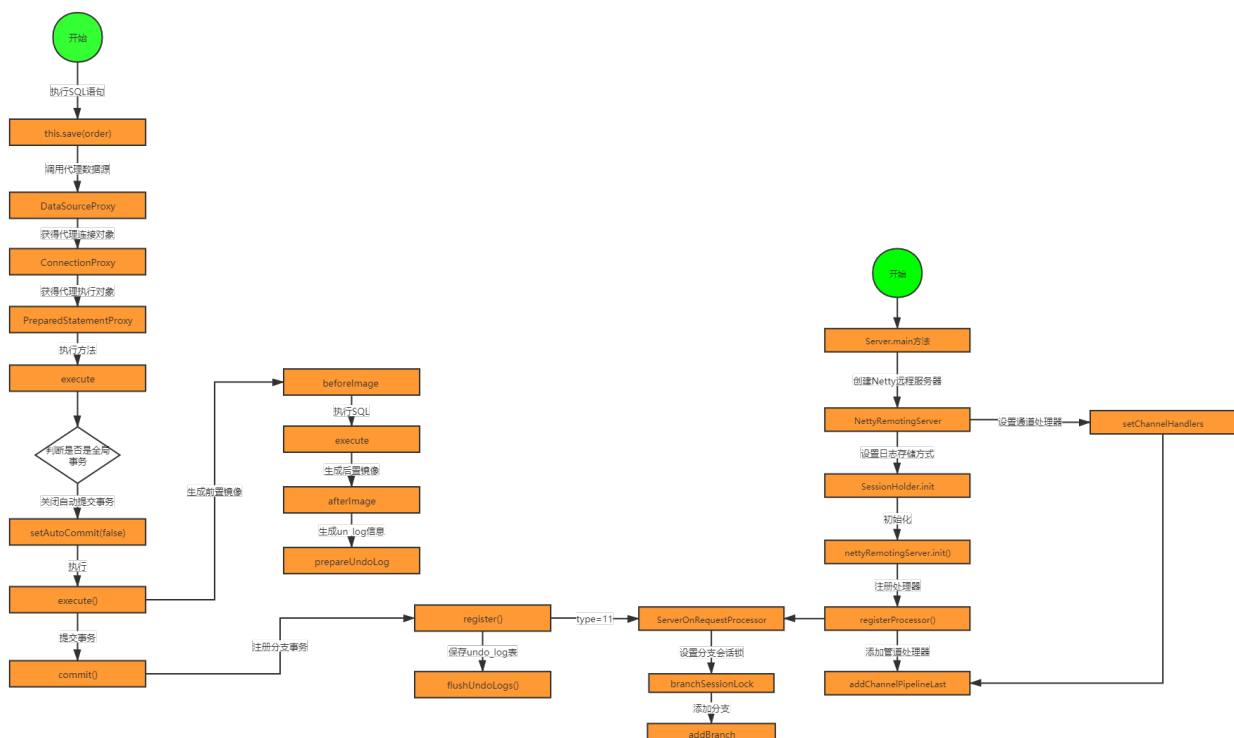 开始
执行SQL语句
this.save(order)
调用代理数据源
DataSourceProxy
获得代理连接对象
ConnectionProxy
获得代理执行对象
PreparedStatementProxy
执行方法
execute
判断是否是全局
事务
关闭自动提交事务
setAutoCommit(false)
执行
execute()
提交事务
commit()
生成前置镜像
beforeImage
执行SQL
execute
生成后置镜像
afterImage
生成un_log信息
prepareUndoLog
注册分支事务
register()
保存undo_log表
flushUndoLogs()
type=11
ServerOnRequestProcessor
设置分支会话锁
branchSessionLock
添加分支
addBranch
开始
Server.main方法
创建Netty远程服务器
NettyRemotingServer
设置通道处理器
setChannelHandlers
设置日志存储方式
SessionHolder.init
初始化
nettyRemotingServer.init()
注册处理器
registerProcessor()
添加管道处理器
addChannelPipelineLast